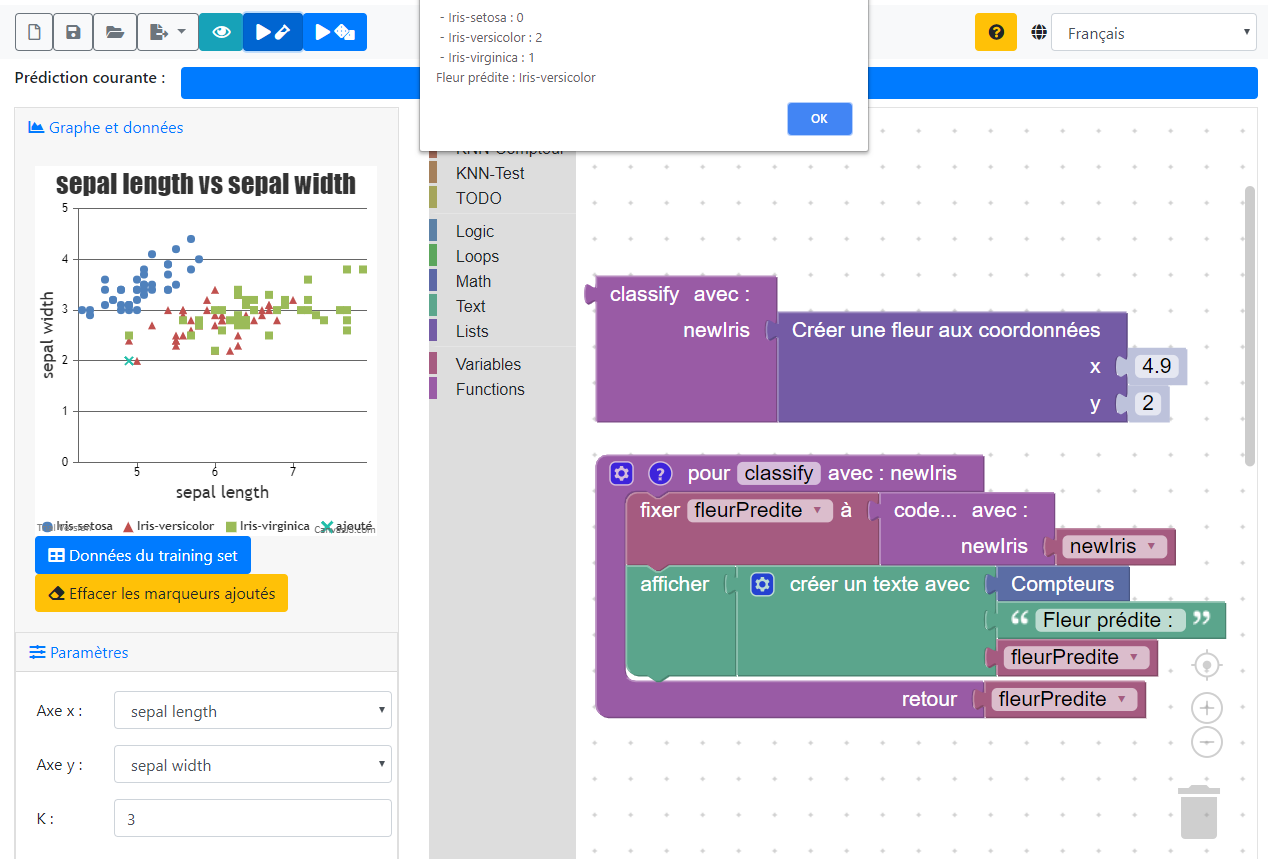 - Iris-setosa : 0
- Iris-versicolor : 2
- Iris-virginica : 1
Fleur prédite : Iris-versicolor
OK
Français
Prédiction courante :
Graphe et données
sepal length vs sepal width
5
4
3
2
1
0
sepal width
5
6
7
sepal length
Iris-setosa
Iris-versicolor
Iris-virginica
ajouté
Données du training set
Effacer les marqueurs ajoutés
Paramètres
Axe x :
sepal length
Axe y :
sepal width
K :
3
KNN-Test
TODO
Logic
Loops
Math
Text
Lists
Variables
Functions
classify avec :
newIris
Créer une fleur aux coordonnées
x
4.9
y
2
? pour classify avec : newIris
fixer fleurPredite à code... avec :
newIris newIris
afficher créer un texte avec Compteurs
“ Fleur prédite : ”
fleurPredite
retour fleurPredite